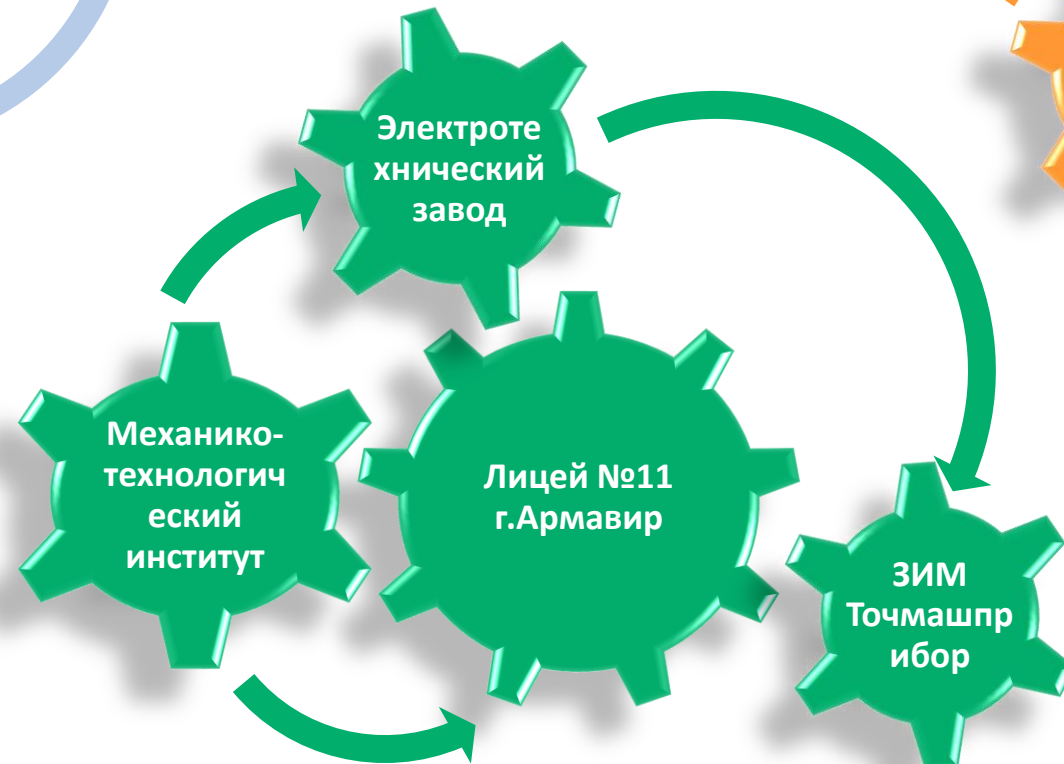 Электроте
хнический
завод
Механико-
технологич
еский
институт
Лицей №11
г.Армавир
ЗИМ
Точмашпр
ибор